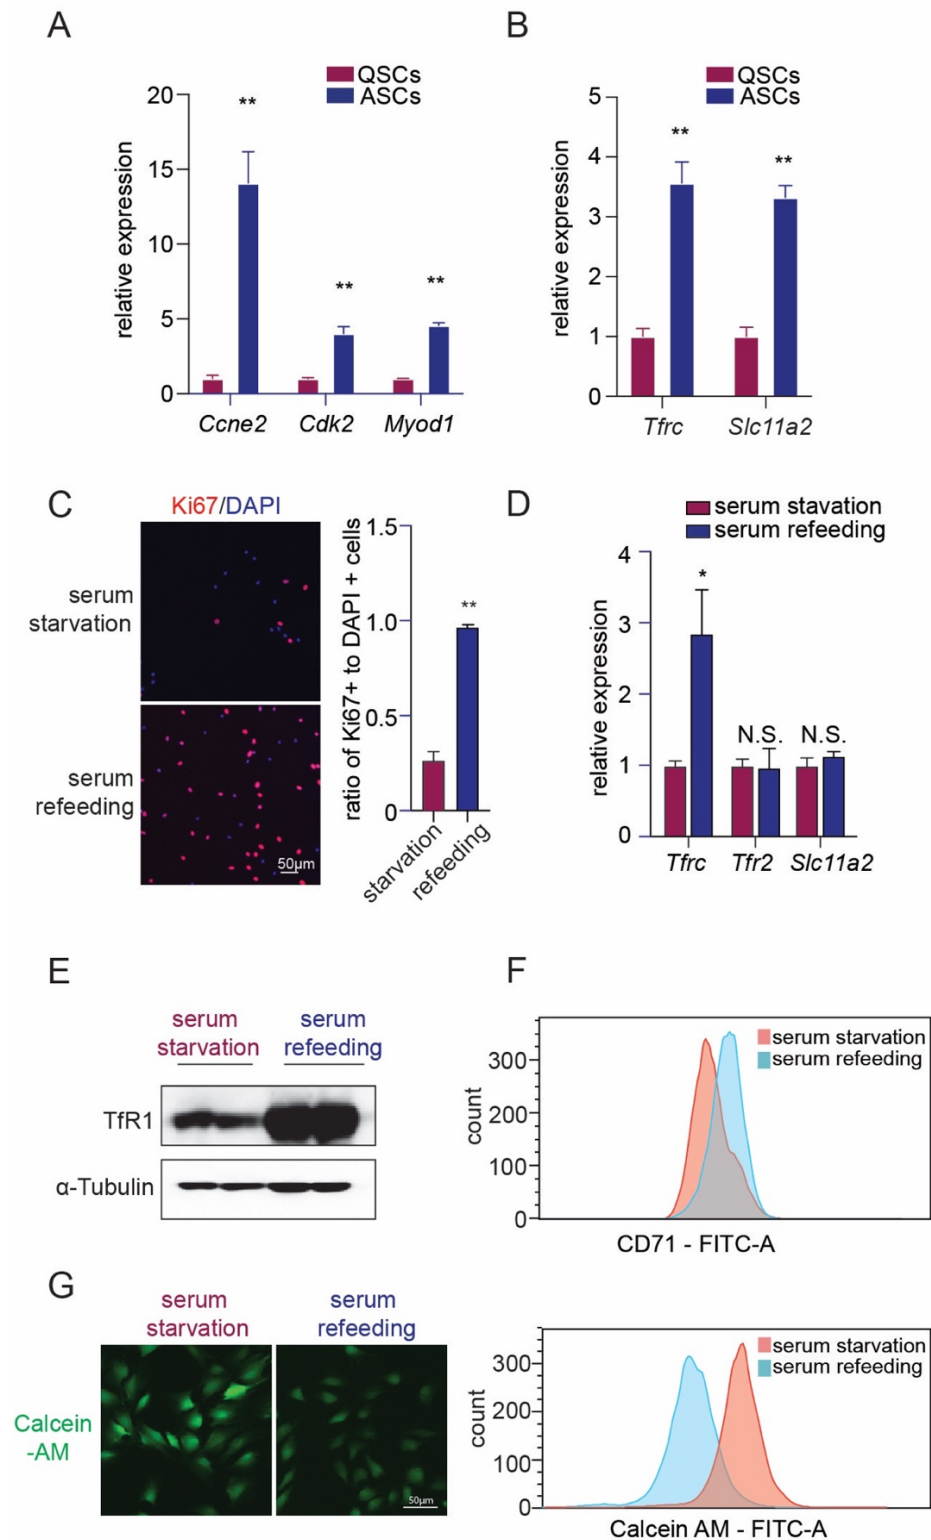 A
QSCs
ASCs
relative expression
20
15
10
5
0
**
**
**
Ccne2 Cdk2 Myod1
B
QSCs
ASCs
relative expression
5
4
3
2
1
0
**
**
Tfrc Slc11a2
C
Ki67/DAPI
serum
starvation
serum
refeeding
50μm
ratio of Ki67+ to DAPI + cells
1.5
1.0
0.5
0
**
starvation
refeeding
D
serum stavation
serum refeeding
relative expression
4
3
2
1
0
*
N.S. N.S.
Tfrc Tfr2 Slc11a2
E
serum
starvation
serum
refeeding
TfR1
α-Tubulin
F
serum starvation
serum refeeding
count
300
200
100
0
CD71 - FITC-A
G
serum
starvation
serum
refeeding
Calcein
-AM
50μm
serum starvation
serum refeeding
count
300
200
100
0
Calcein AM - FITC-A